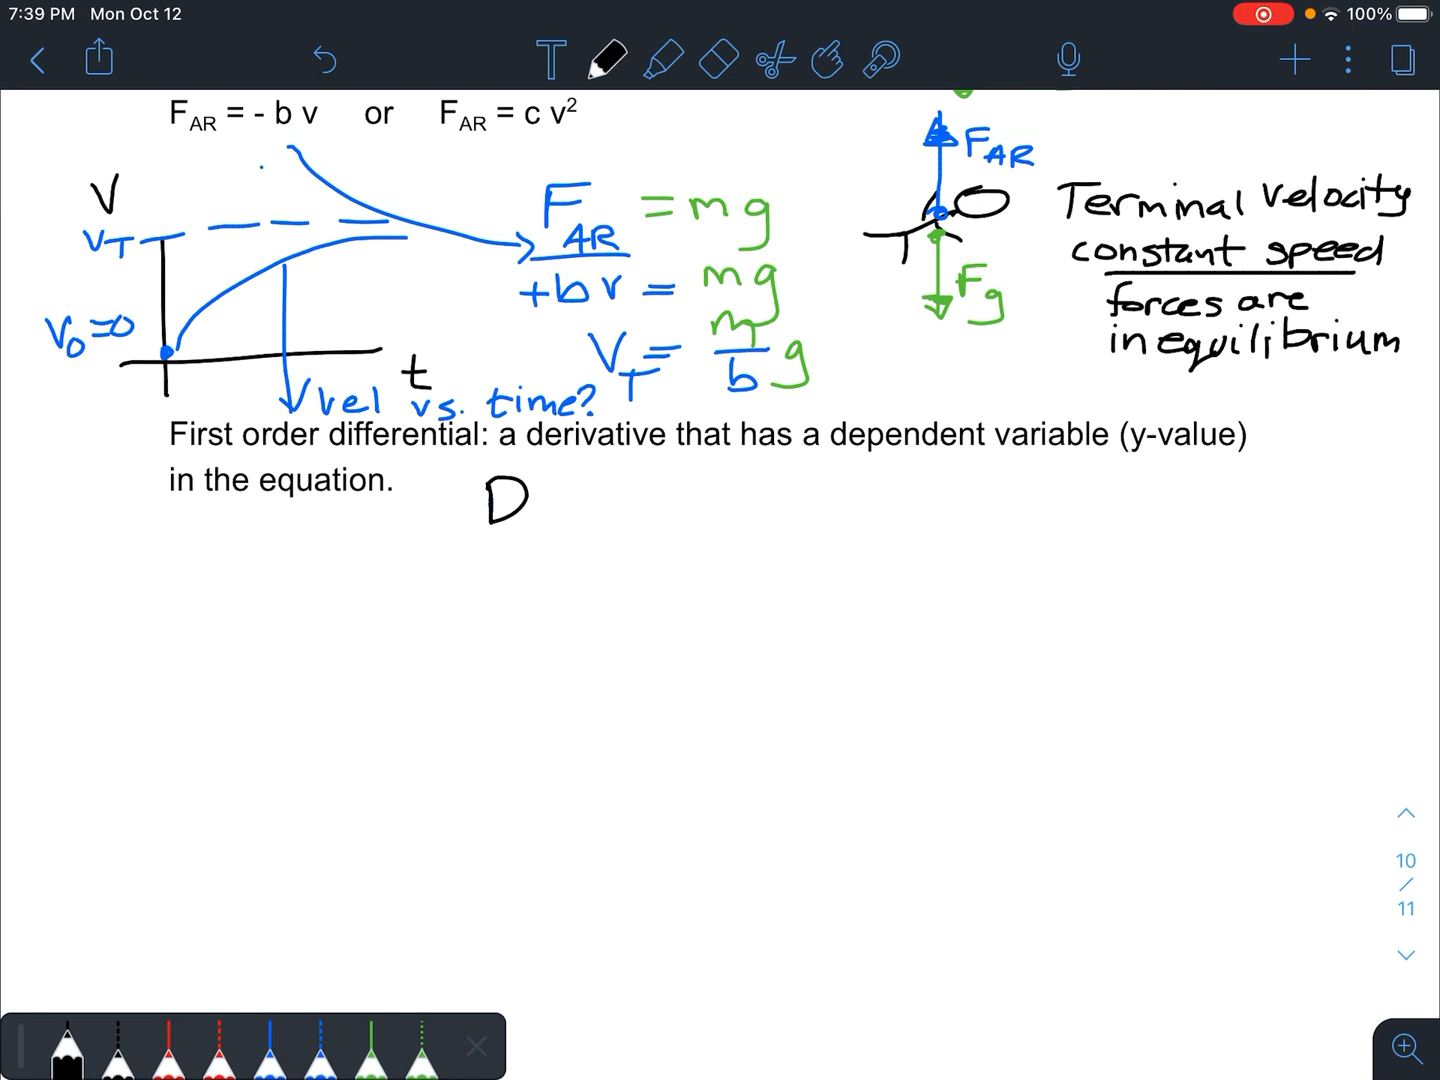 7:39 PM Mon Oct 12
100%
F_AR = - b v or F_AR = c v²
F_AR
V
F_AR = mg
Terminal velocity
v_T
constant speed
+bv = mg
F_g
forces are
V₀=0
V_T = m/b g
in equilibrium
t
vel vs. time?
First order differential: a derivative that has a dependent variable (y-value)
in the equation.
D
10
/
11